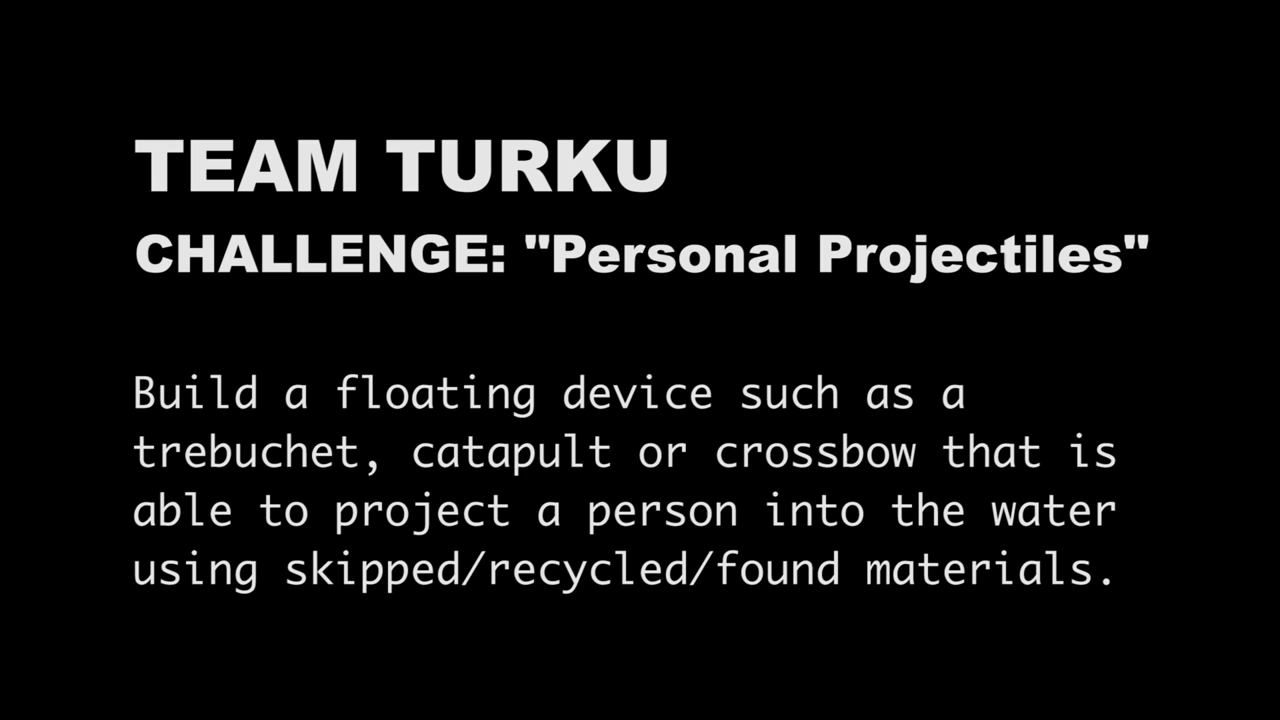 TEAM TURKU
CHALLENGE: "Personal Projectiles"
Build a floating device such as a
trebuchet, catapult or crossbow that is
able to project a person into the water
using skipped/recycled/found materials.